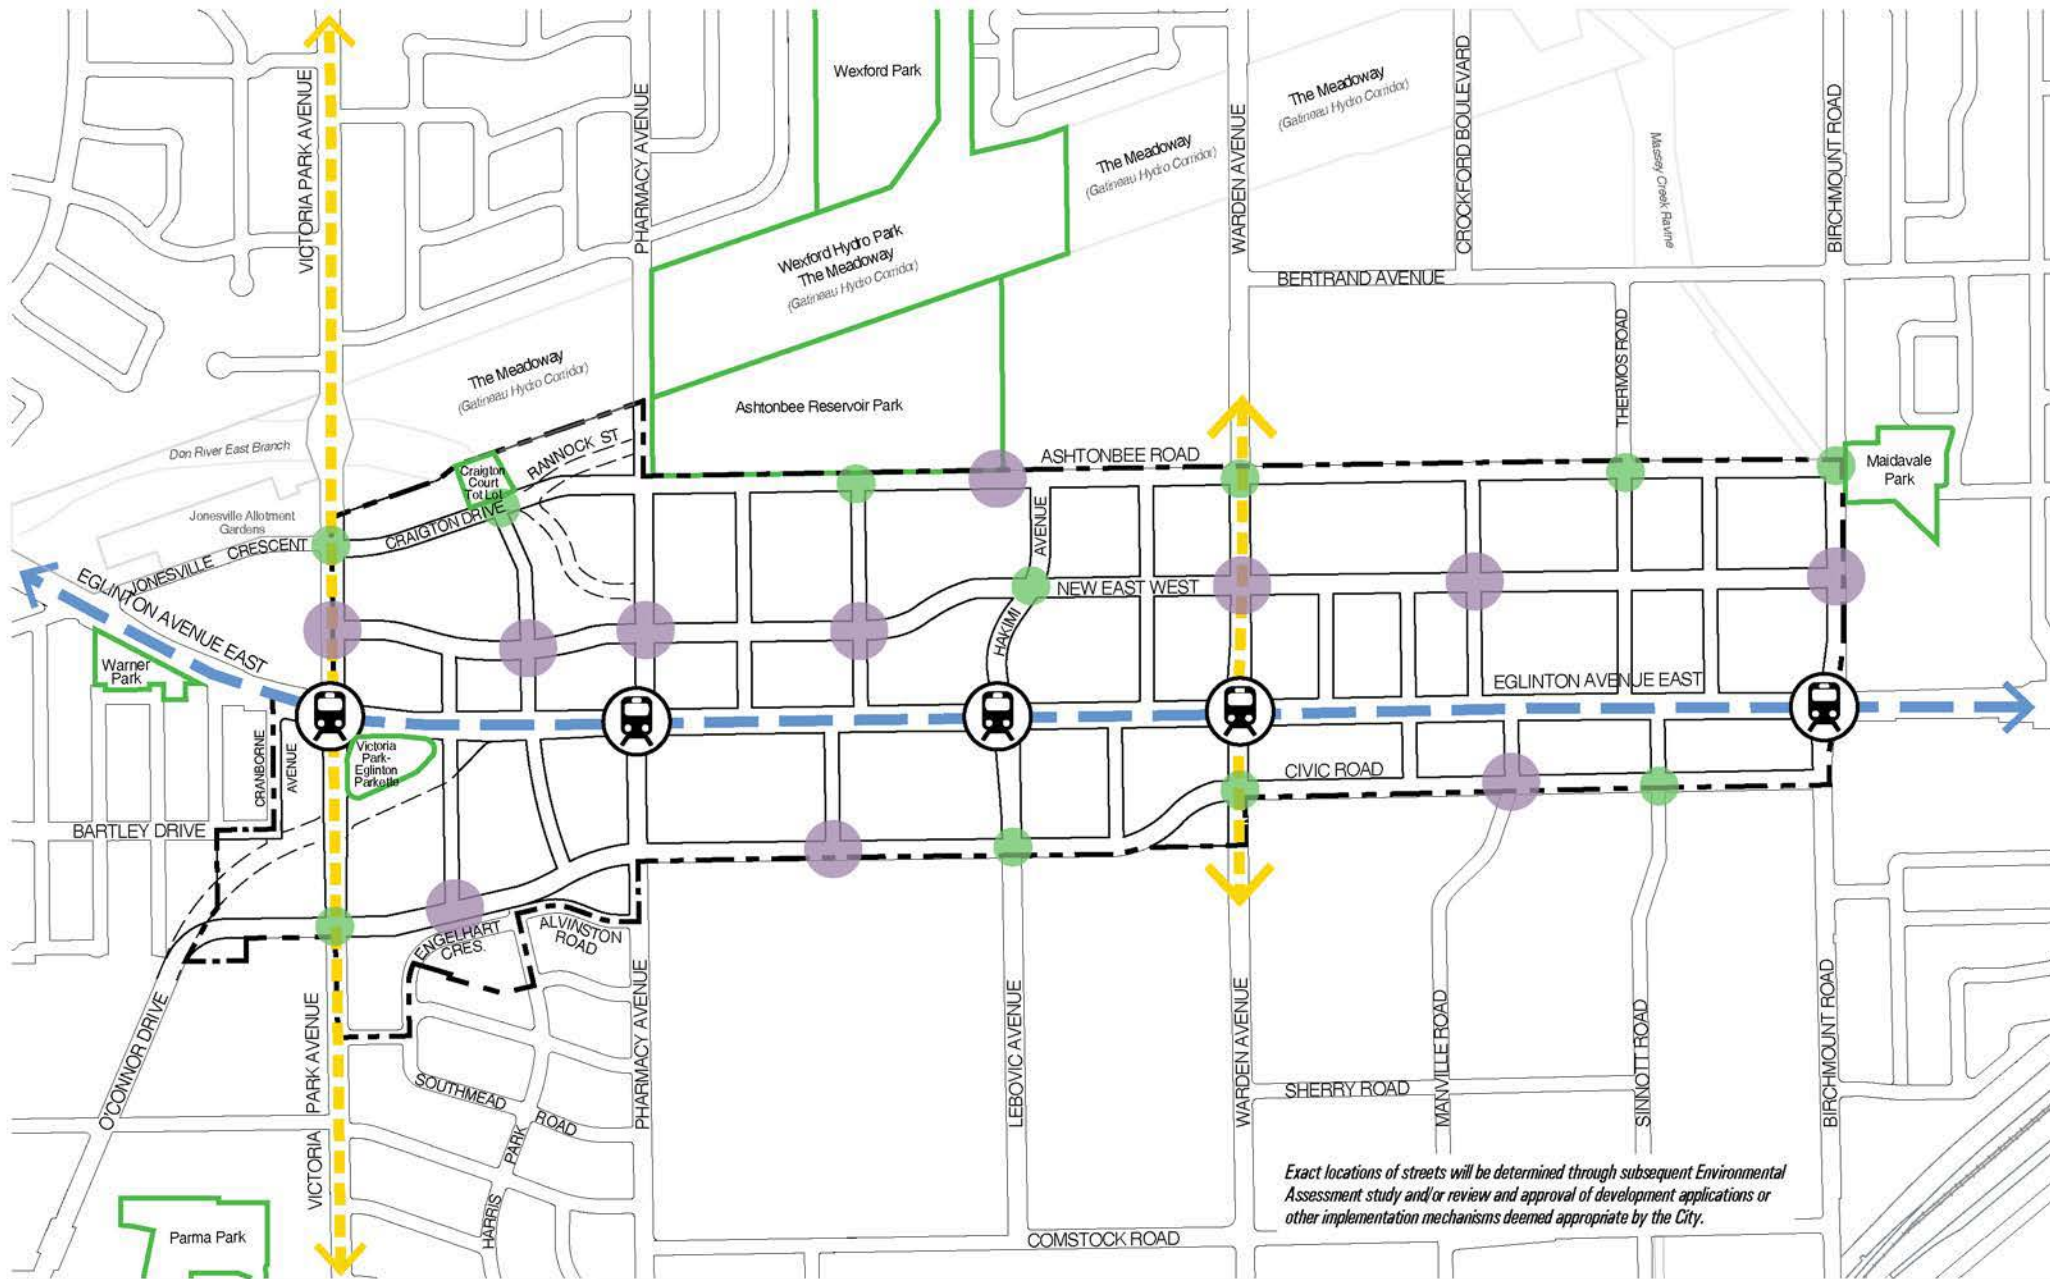 VICTORIA PARK AVENUE
PHARMACY AVENUE
Wexford Park
The Meadoway
(Gatineau Hydro Corridor)
The Meadoway
(Gatineau Hydro Corridor)
WARDEN AVENUE
CROCKFORD BOULEVARD
Massey Creek Ravine
BIRCHMOUNT ROAD
Wexford Hydro Park
The Meadoway
(Gatineau Hydro Corridor)
BERTRAND AVENUE
THERMOS ROAD
The Meadoway
(Gatineau Hydro Corridor)
Ashtonbee Reservoir Park
Don River East Branch
RANNOCK ST
ASHTONBEE ROAD
Craigton
Court
Tot Lot
Maidavale
Park
Jonesville Allotment
Gardens
CRAIGTON DRIVE
JONESVILLE CRESCENT
EGLINTON AVENUE EAST
HAKIMI AVENUE
NEW EAST WEST
Warner
Park
EGLINTON AVENUE EAST
CRANBORNE
AVENUE
Victoria
Park-
Eglinton
Parkette
CIVIC ROAD
BARTLEY DRIVE
ENGELHART
CRES.
ALVINSTON
ROAD
O'CONNOR DRIVE
VICTORIA PARK AVENUE
PHARMACY AVENUE
LEBOVIC AVENUE
WARDEN AVENUE
MANVILLE ROAD
SINNOTT ROAD
BIRCHMOUNT ROAD
SOUTHMEAD ROAD
SHERRY ROAD
HARRIS PARK
Exact locations of streets will be determined through subsequent Environmental
Assessment study and/or review and approval of development applications or
other implementation mechanisms deemed appropriate by the City.
Parma Park
COMSTOCK ROAD